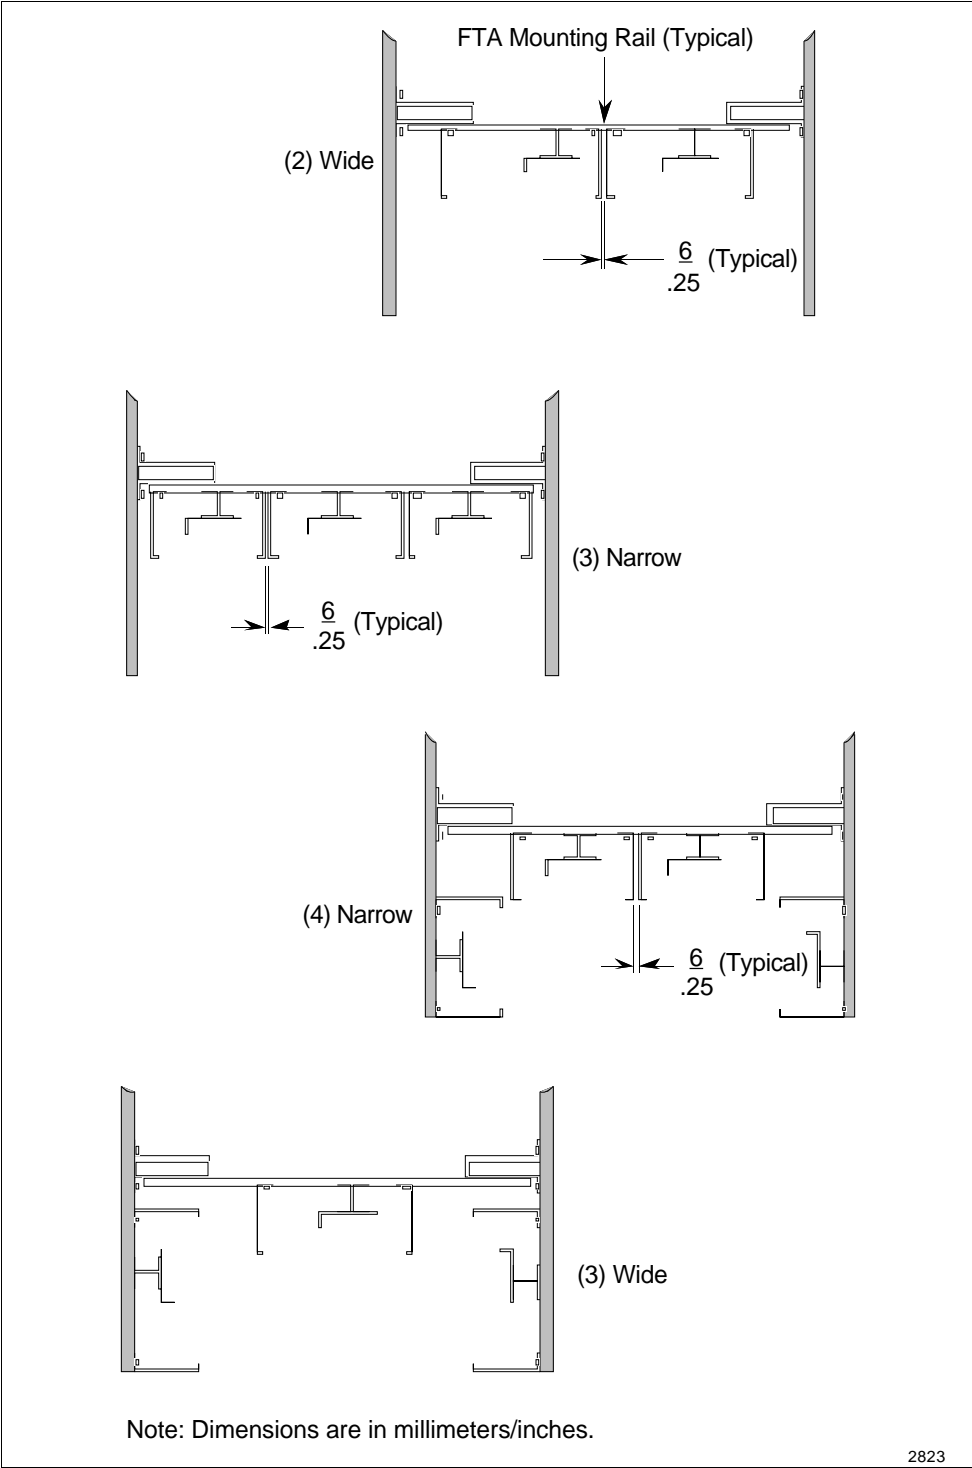 FTA Mounting Rail (Typical)
(2) Wide
6
.25
(Typical)
(3) Narrow
6
.25
(Typical)
(4) Narrow
6
.25
(Typical)
(3) Wide
Note: Dimensions are in millimeters/inches.
2823